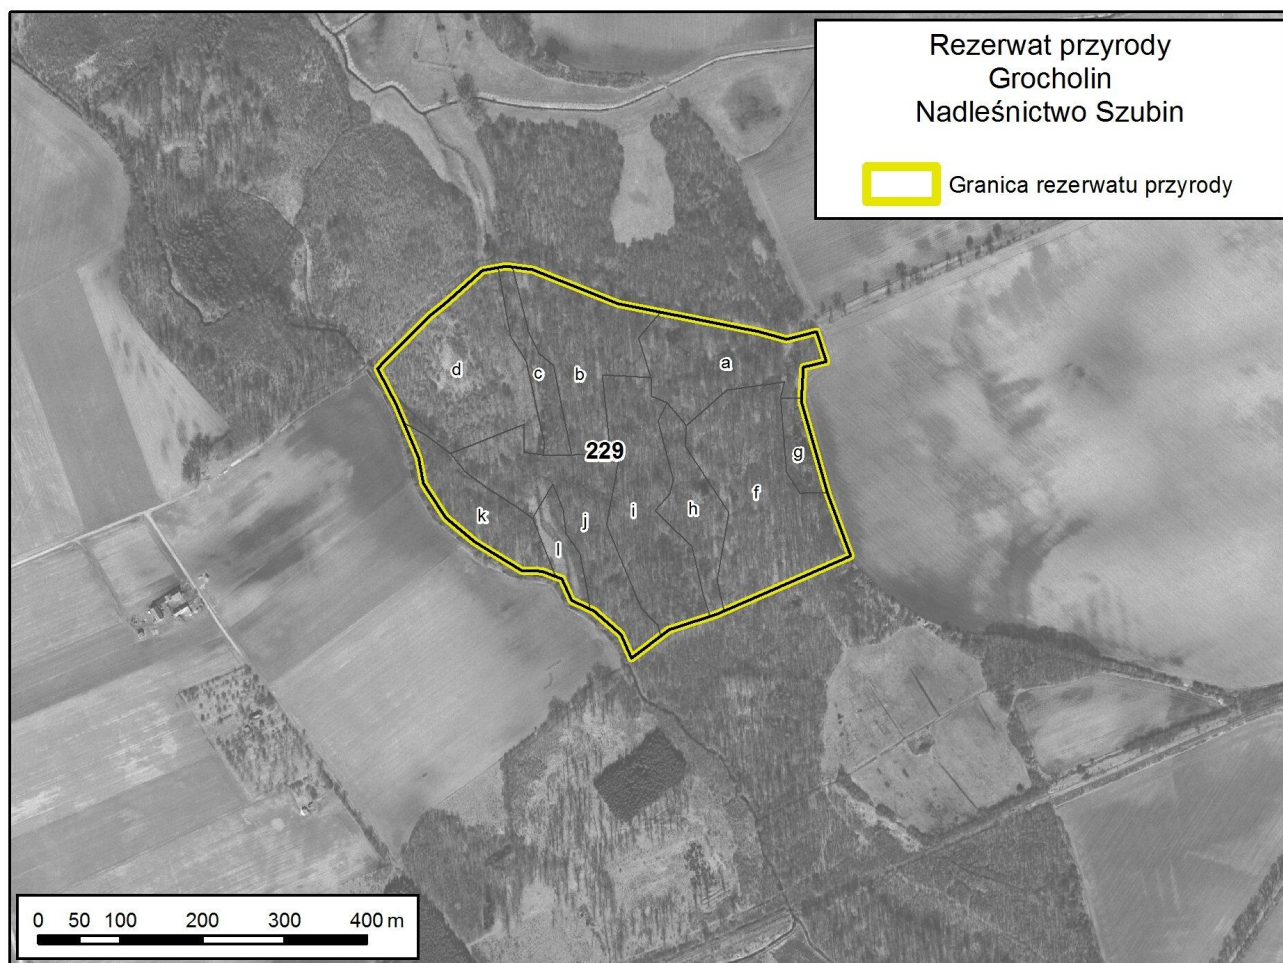 Rezerwat przyrody
Grocholin
Nadleśnictwo Szubin
Granica rezerwatu przyrody
a
d
c
b
229
g
f
k
j
i
h
l
0 50 100 200 300 400 m